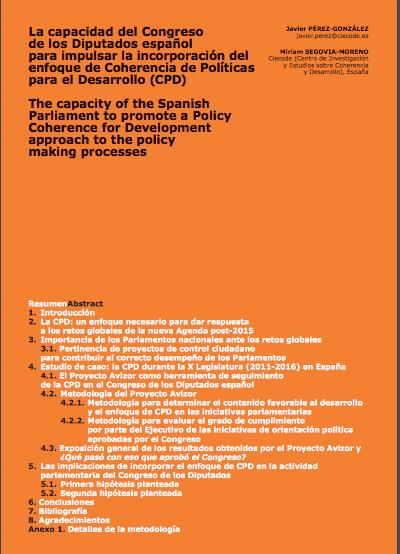 La capacidad del Congreso
de los Diputados español
para impulsar la incorporación del
enfoque de Coherencia de Políticas
para el Desarrollo (CPD)
The capacity of the Spanish
Parliament to promote a Policy
Coherence for Development
approach to the policy
making processes
Javier PÉREZ-GONZÁLEZ
javier.perez@ciecode.es
Míriam SEGOVIA-MORENO
Ciecode (Centro de Investigación
y Estudios sobre Coherencia
y Desarrollo), España
ResumenAbstract
1. Introducción
2. La CPD: un enfoque necesario para dar respuesta
a los retos globales de la nueva Agenda post-2015
3. Importancia de los Parlamentos nacionales ante los retos globales
3.1. Pertinencia de proyectos de control ciudadano
para contribuir al correcto desempeño de los Parlamentos
4. Estudio de caso: la CPD durante la X Legislatura (2011-2016) en España
4.1. El Proyecto Avizor como herramienta de seguimiento
de la CPD en el Congreso de los Diputados español
4.2. Metodología del Proyecto Avizor
4.2.1. Metodología para determinar el contenido favorable al desarrollo
y el enfoque de CPD en las iniciativas parlamentarias
4.2.2. Metodología para evaluar el grado de cumplimiento
por parte del Ejecutivo de las iniciativas de orientación política
aprobadas por el Congreso
4.3. Exposición general de los resultados obtenidos por el Proyecto Avizor y
¿Qué pasó con eso que aprobó el Congreso?
5. Las implicaciones de incorporar el enfoque de CPD en la actividad
parlamentaria del Congreso de los Diputados
5.1. Primera hipótesis planteada
5.2. Segunda hipótesis planteada
6. Conclusiones
7. Bibliografía
8. Agradecimientos
Anexo 1. Detalles de la metodología